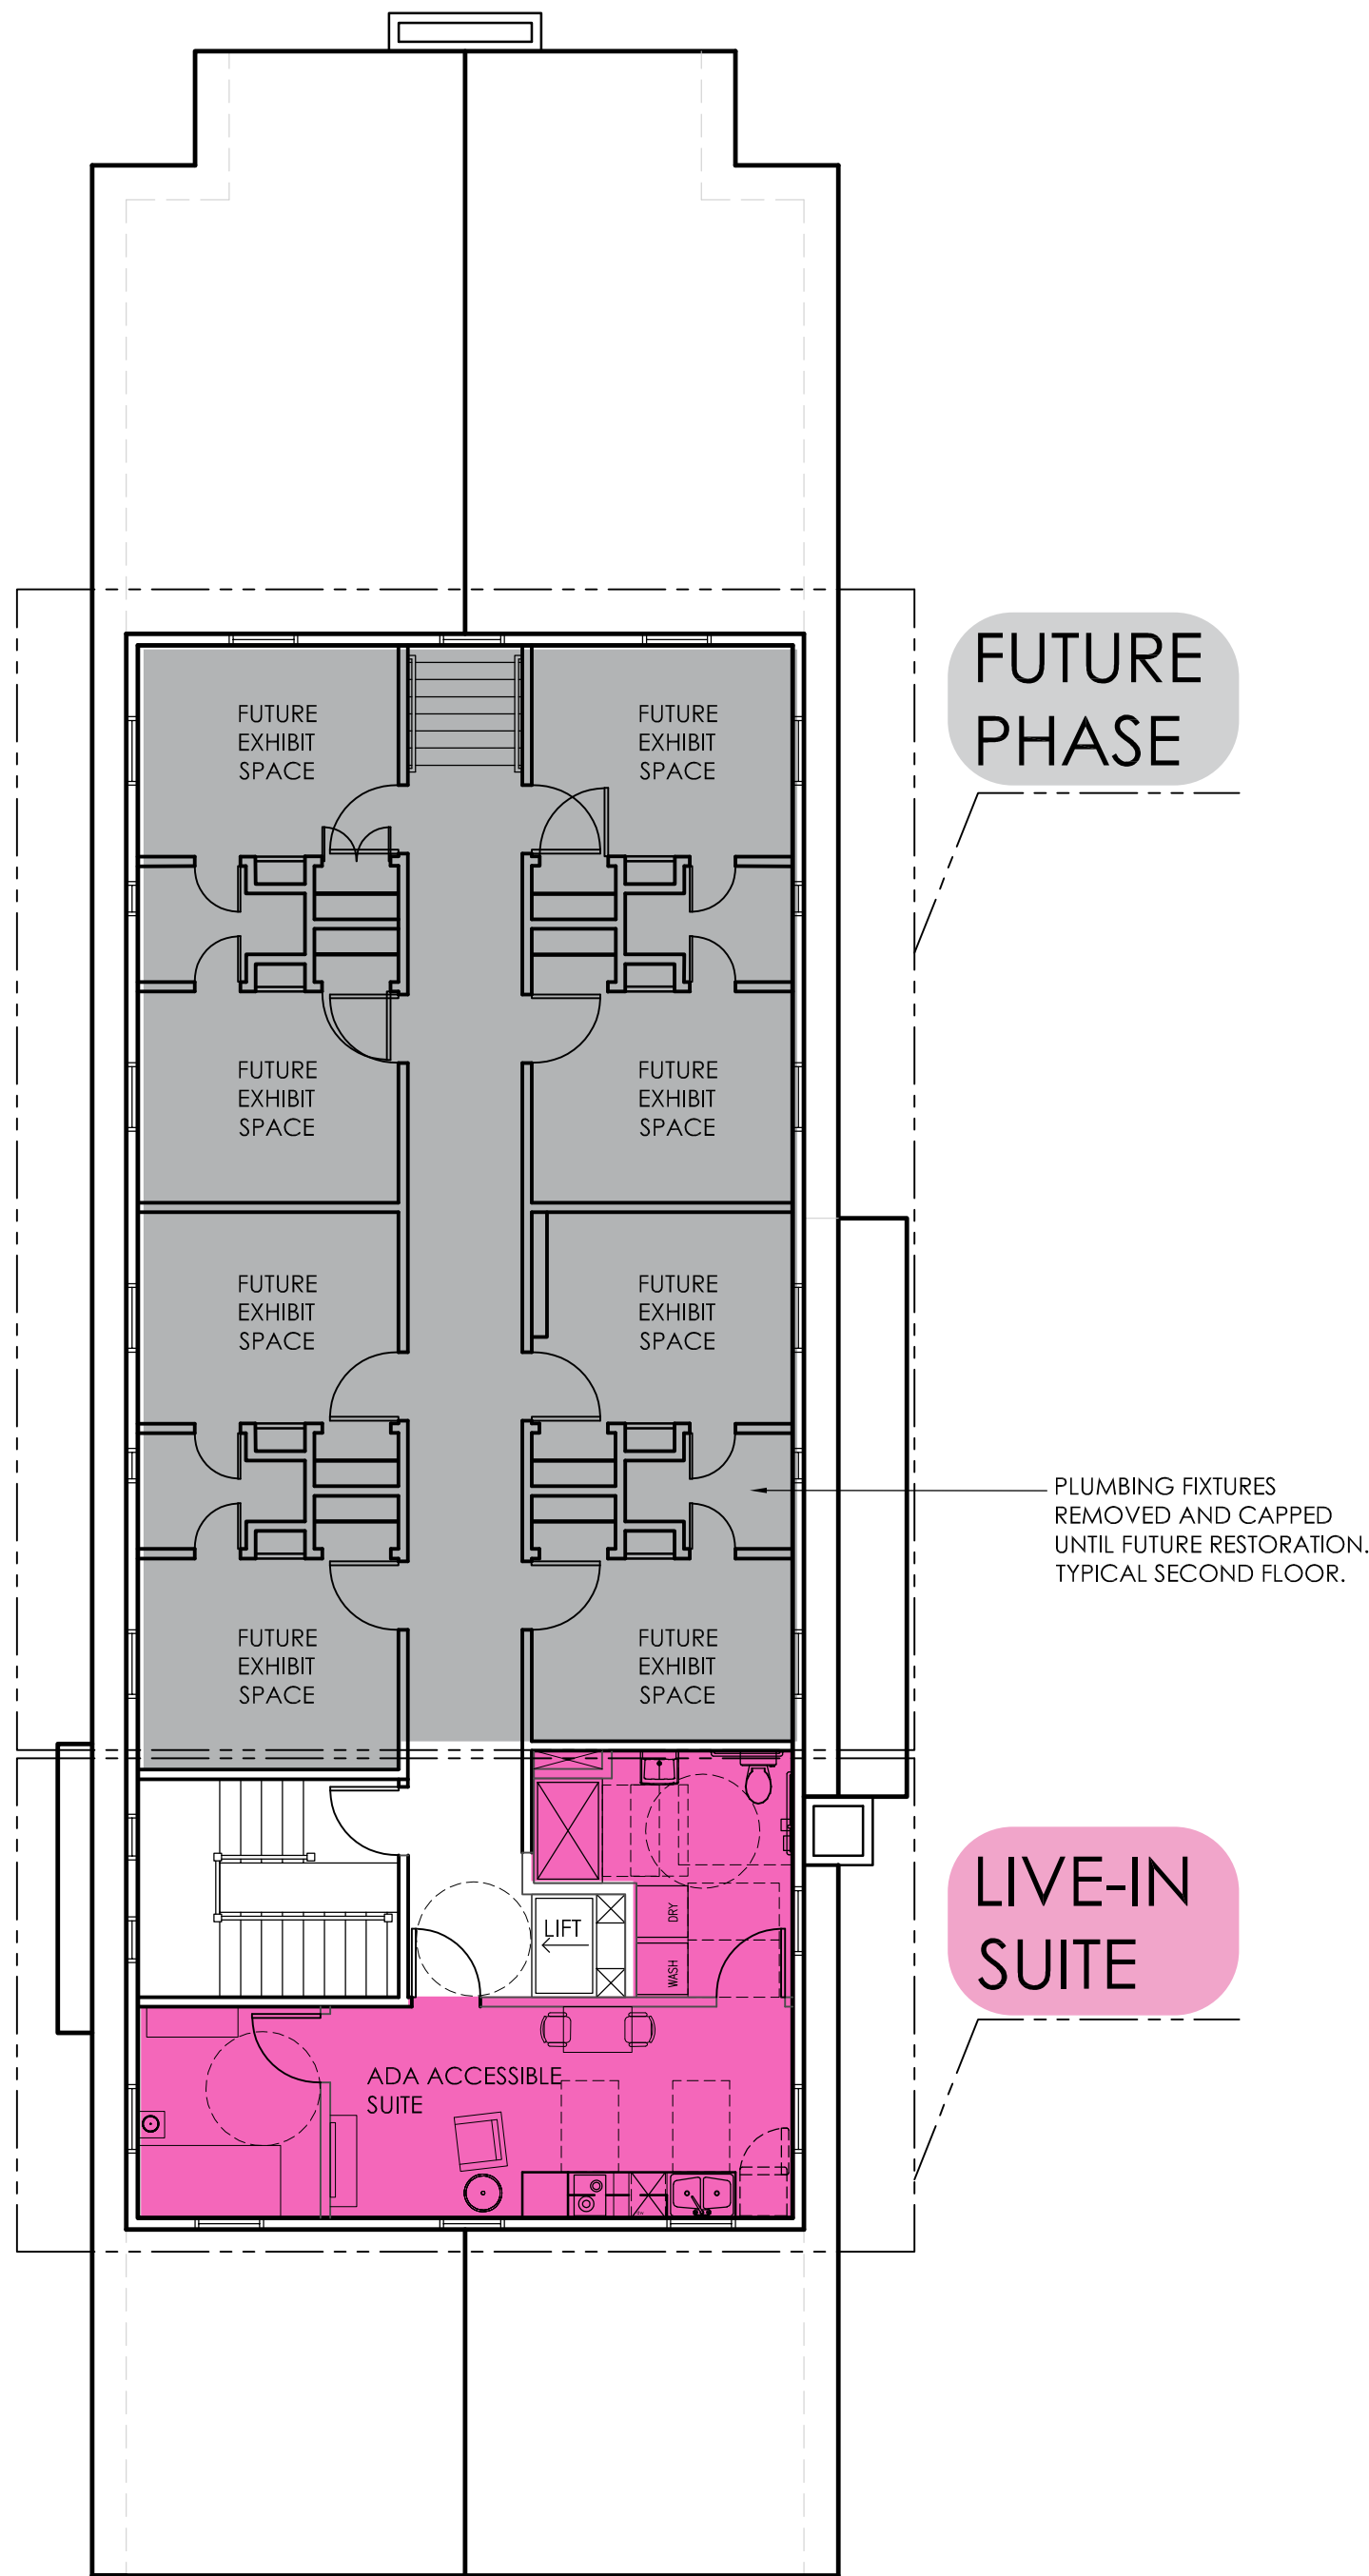 FUTURE
PHASE
FUTURE
EXHIBIT
SPACE
FUTURE
EXHIBIT
SPACE
FUTURE
EXHIBIT
SPACE
FUTURE
EXHIBIT
SPACE
FUTURE
EXHIBIT
SPACE
FUTURE
EXHIBIT
SPACE
PLUMBING FIXTURES
REMOVED AND CAPPED
UNTIL FUTURE RESTORATION.
TYPICAL SECOND FLOOR.
FUTURE
EXHIBIT
SPACE
FUTURE
EXHIBIT
SPACE
LIVE-IN
SUITE
DRY
LIFT
WASH
ADA ACCESSIBLE
SUITE